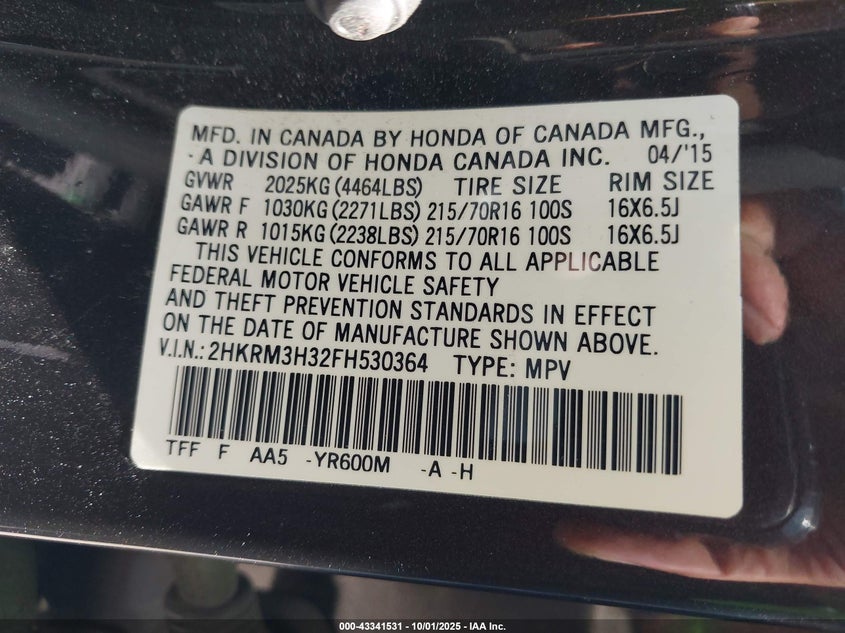 MFD. IN CANADA BY HONDA OF CANADA MFG.,
- A DIVISION OF HONDA CANADA INC. 04/'15
GVWR 2025KG (4464LBS) TIRE SIZE RIM SIZE
GAWR F 1030KG (2271LBS) 215/70R16 100S 16X6.5J
GAWR R 1015KG (2238LBS) 215/70R16 100S 16X6.5J
THIS VEHICLE CONFORMS TO ALL APPLICABLE
FEDERAL MOTOR VEHICLE SAFETY
AND THEFT PREVENTION STANDARDS IN EFFECT
ON THE DATE OF MANUFACTURE SHOWN ABOVE.
V.I.N.: 2HKRM3H32FH530364 TYPE: MPV
TFF F AA5 -YR600M -A -H
000-43341531 - 10/01/2025 - IAA Inc.